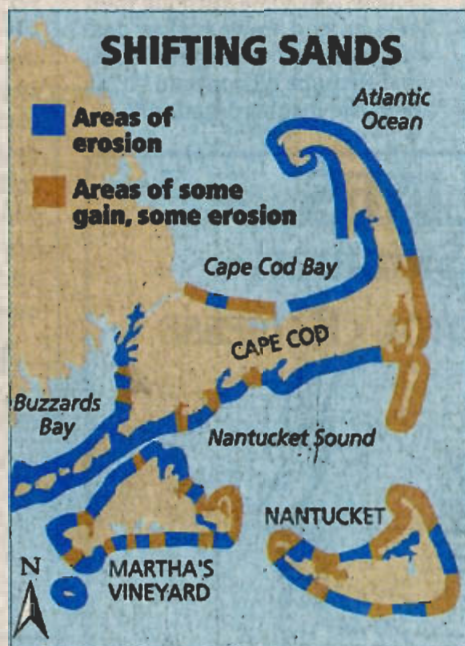 SHIFTING SANDS
Atlantic
Ocean
Areas of
erosion
Areas of some
gain, some erosion
Cape Cod Bay
CAPE COD
Buzzards
Bay
Nantucket Sound
NANTUCKET
N
MARTHA'S
VINEYARD